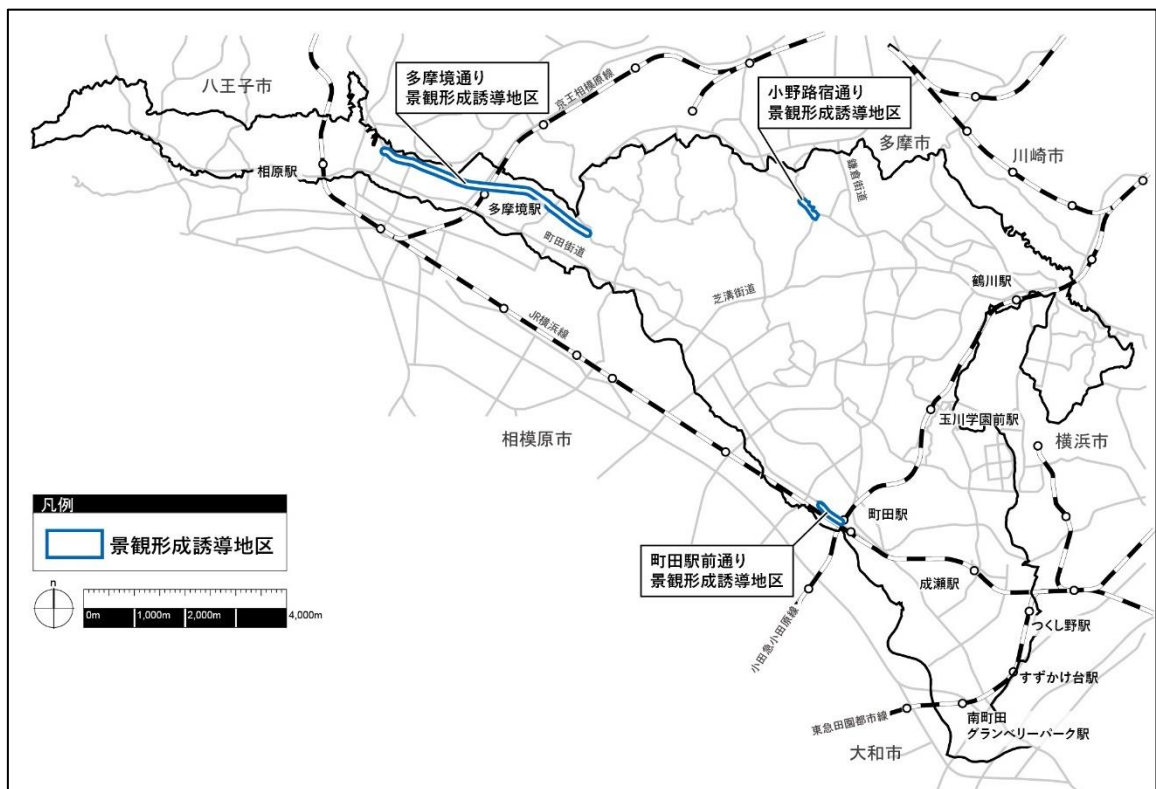 八王子市
多摩境通り
景観形成誘導地区
京王相模原線
小野路宿通り
景観形成誘導地区
多摩市
川崎市
鎌倉街道
相原駅
多摩境駅
町田街道
鶴川駅
芝溝街道
JR横浜線
玉川学園前駅
相模原市
横浜市
凡例
景観形成誘導地区
町田駅
町田駅前通り
景観形成誘導地区
成瀬駅
n
0m
1,000m
2,000m
4,000m
小田急小田原線
つくし野駅
すずかけ台駅
東急田園都市線
南町田
グランベリーパーク駅
大和市